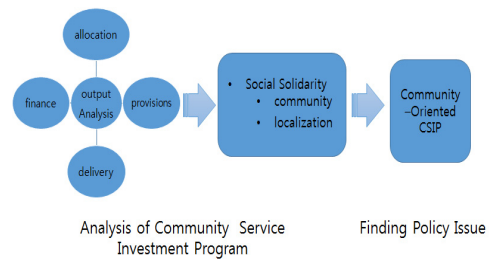 allocation
finance
output
Analysis
provisions
delivery
• Social Solidarity
• community
• localization
Community
–Oriented
CSIP
Analysis of Community Service
Investment Program
Finding Policy Issue